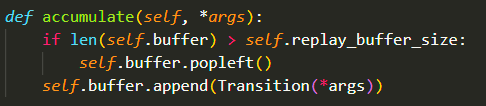 def accumulate(self, *args):
    if len(self.buffer) > self.replay_buffer_size:
        self.buffer.popleft()
    self.buffer.append(Transition(*args))